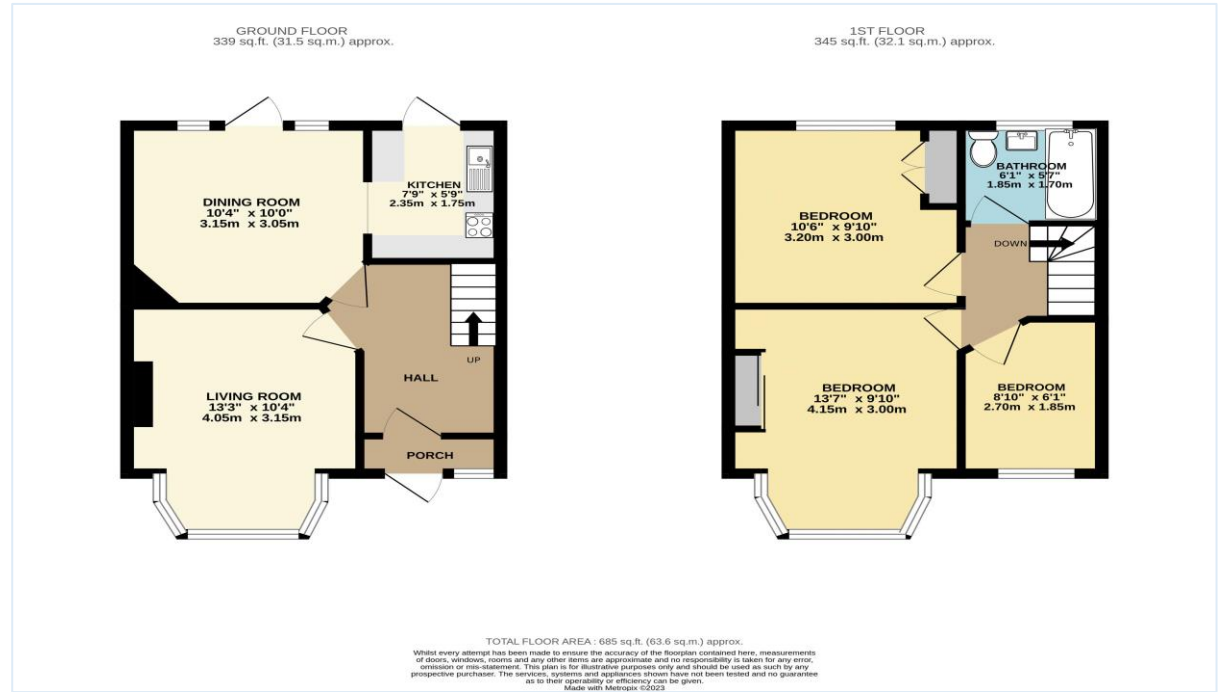 GROUND FLOOR
339 sq.ft. (31.5 sq.m.) approx.
DINING ROOM
10'4" x 10'0"
3.15m x 3.05m
KITCHEN
7'9" x 5'9"
2.35m x 1.75m
UP
HALL
LIVING ROOM
13'3" x 10'4"
4.05m x 3.15m
PORCH
1ST FLOOR
345 sq.ft. (32.1 sq.m.) approx.
BATHROOM
6'1" x 5'7"
1.85m x 1.70m
BEDROOM
10'6" x 9'10"
3.20m x 3.00m
DOWN
BEDROOM
13'7" x 9'10"
4.15m x 3.00m
BEDROOM
8'10" x 6'1"
2.70m x 1.85m
TOTAL FLOOR AREA : 685 sq.ft. (63.6 sq.m.) approx.
Whilst every attempt has been made to ensure the accuracy of the floorplan contained here, measurements
of doors, windows, rooms and any other items are approximate and no responsibility is taken for any error,
omission or mis-statement. This plan is for illustrative purposes only and should be used as such by any
prospective purchaser. The services, systems and appliances shown have not been tested and no guarantee
as to their operability or efficiency can be given.
Made with Metropix ©2023